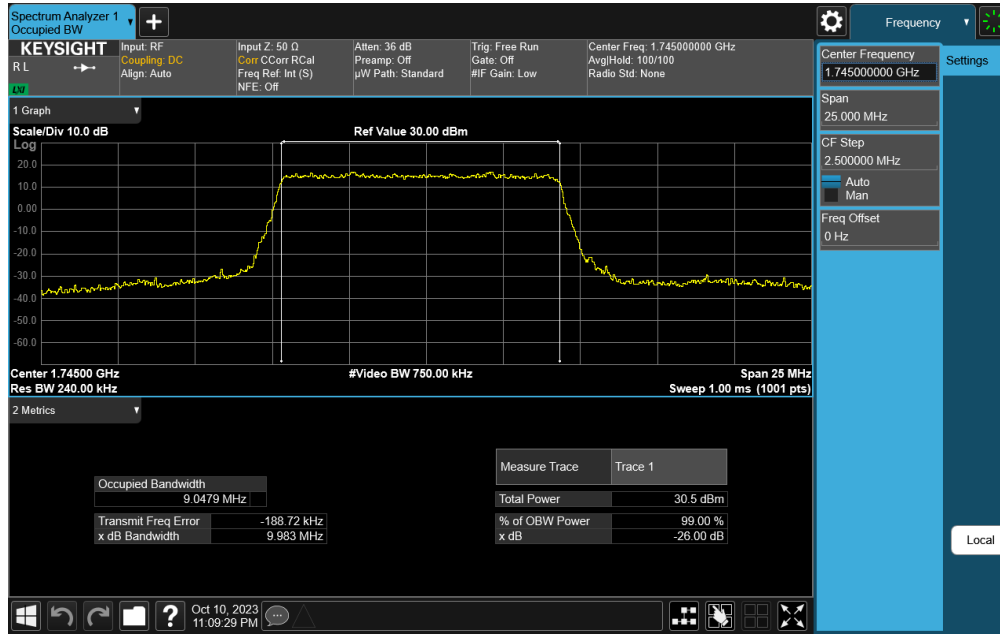 Spectrum Analyzer 1
Occupied BW
Frequency
KEYSIGHT
R L
LXI
Input: RF
Coupling: DC
Align: Auto
Input Z: 50 Ω
Corr CCorr RCal
Freq Ref: Int (S)
NFE: Off
Atten: 36 dB
Preamp: Off
µW Path: Standard
Trig: Free Run
Gate: Off
#IF Gain: Low
Center Freq: 1.745000000 GHz
Avg|Hold: 100/100
Radio Std: None
Center Frequency
1.745000000 GHz
Settings
Span
25.000 MHz
CF Step
2.500000 MHz
Auto
Man
Freq Offset
0 Hz
Local
1 Graph
Scale/Div 10.0 dB
Ref Value 30.00 dBm
Log
20.0
10.0
0.00
-10.0
-20.0
-30.0
-40.0
-50.0
-60.0
Center 1.74500 GHz
#Video BW 750.00 kHz
Span 25 MHz
Res BW 240.00 kHz
Sweep 1.00 ms (1001 pts)
2 Metrics
Measure Trace
Trace 1
Occupied Bandwidth
9.0479 MHz
Total Power
30.5 dBm
Transmit Freq Error
-188.72 kHz
% of OBW Power
99.00 %
x dB Bandwidth
9.983 MHz
x dB
-26.00 dB
?
Oct 10, 2023
11:09:29 PM